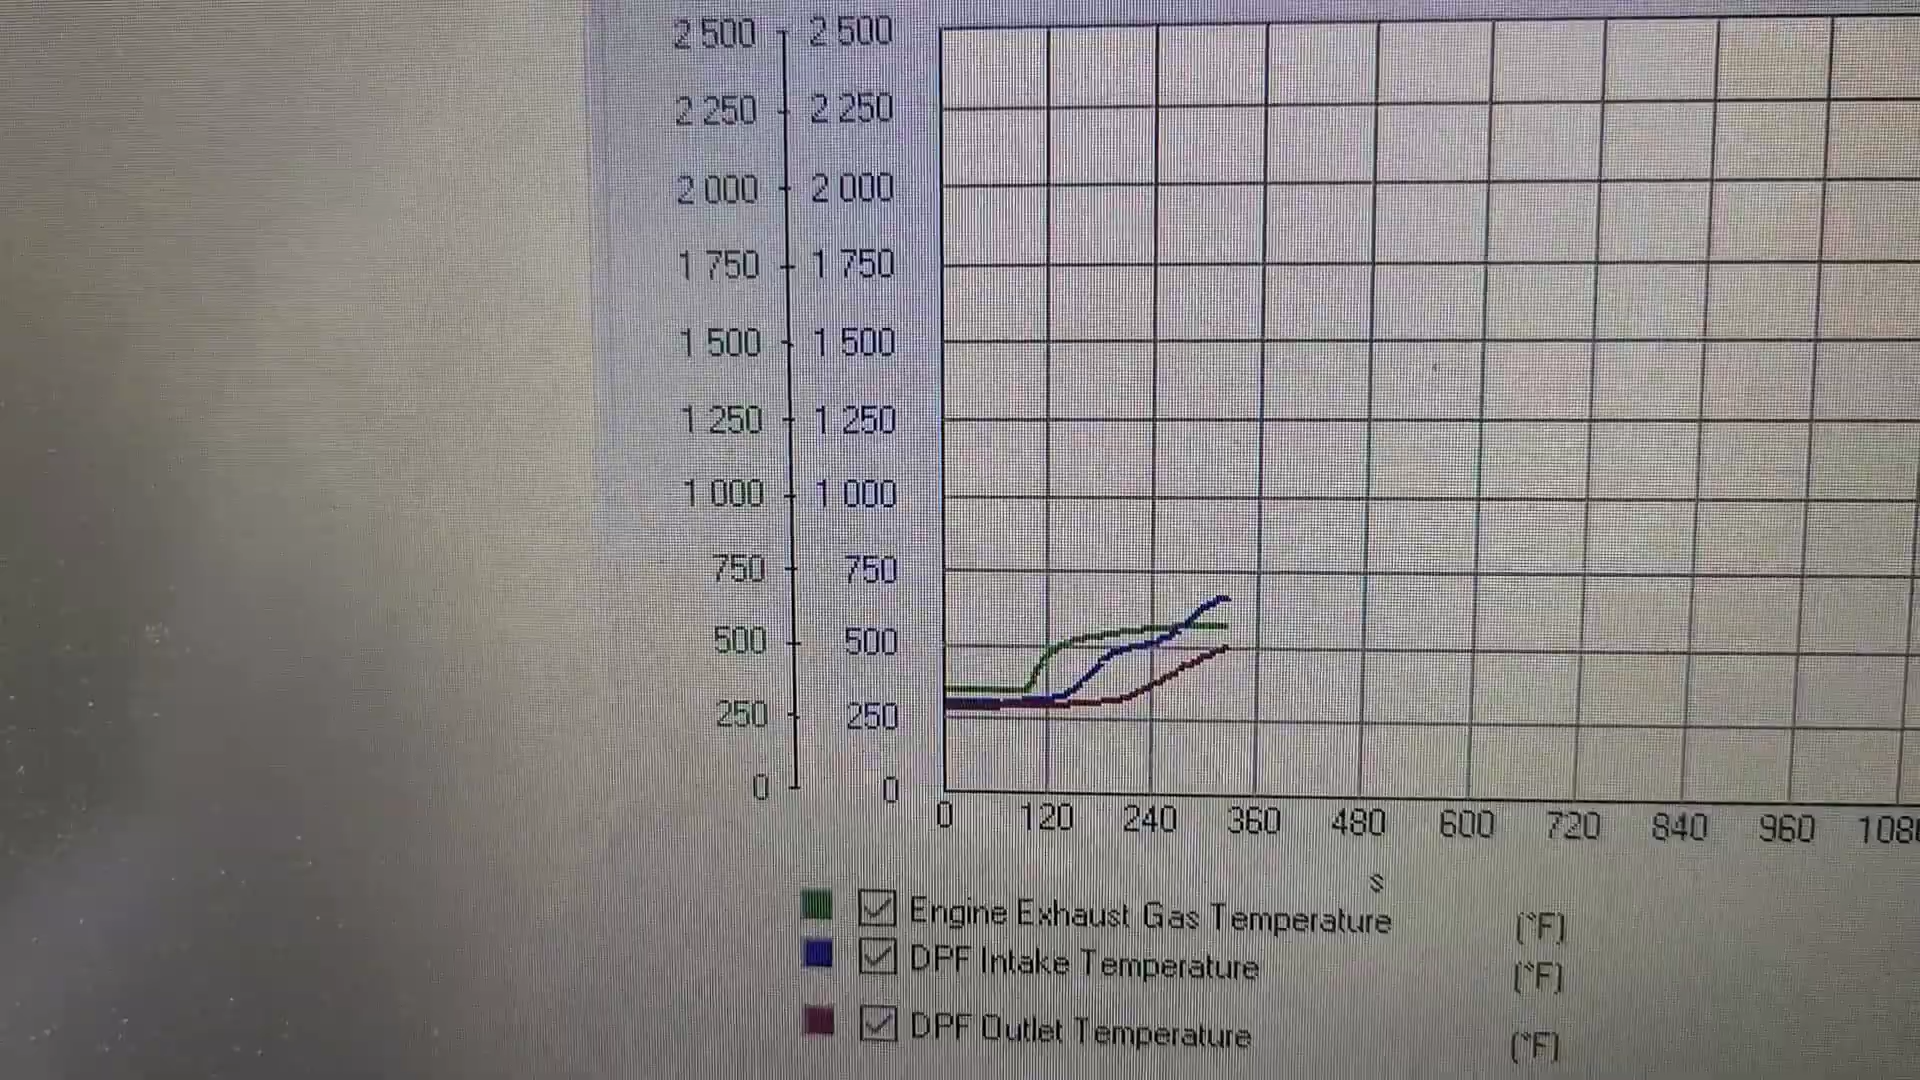 2 500 2 500
2 250 2 250
2 000 2 000
1 750 1 750
1 500 1 500
1 250 1 250
1 000 1 000
750 750
500 500
250 250
0 0
0 120 240 360 480 600 720 840 960
s
Engine Exhaust Gas Temperature (°F)
DPF Intake Temperature (°F)
DPF Outlet Temperature (°F)